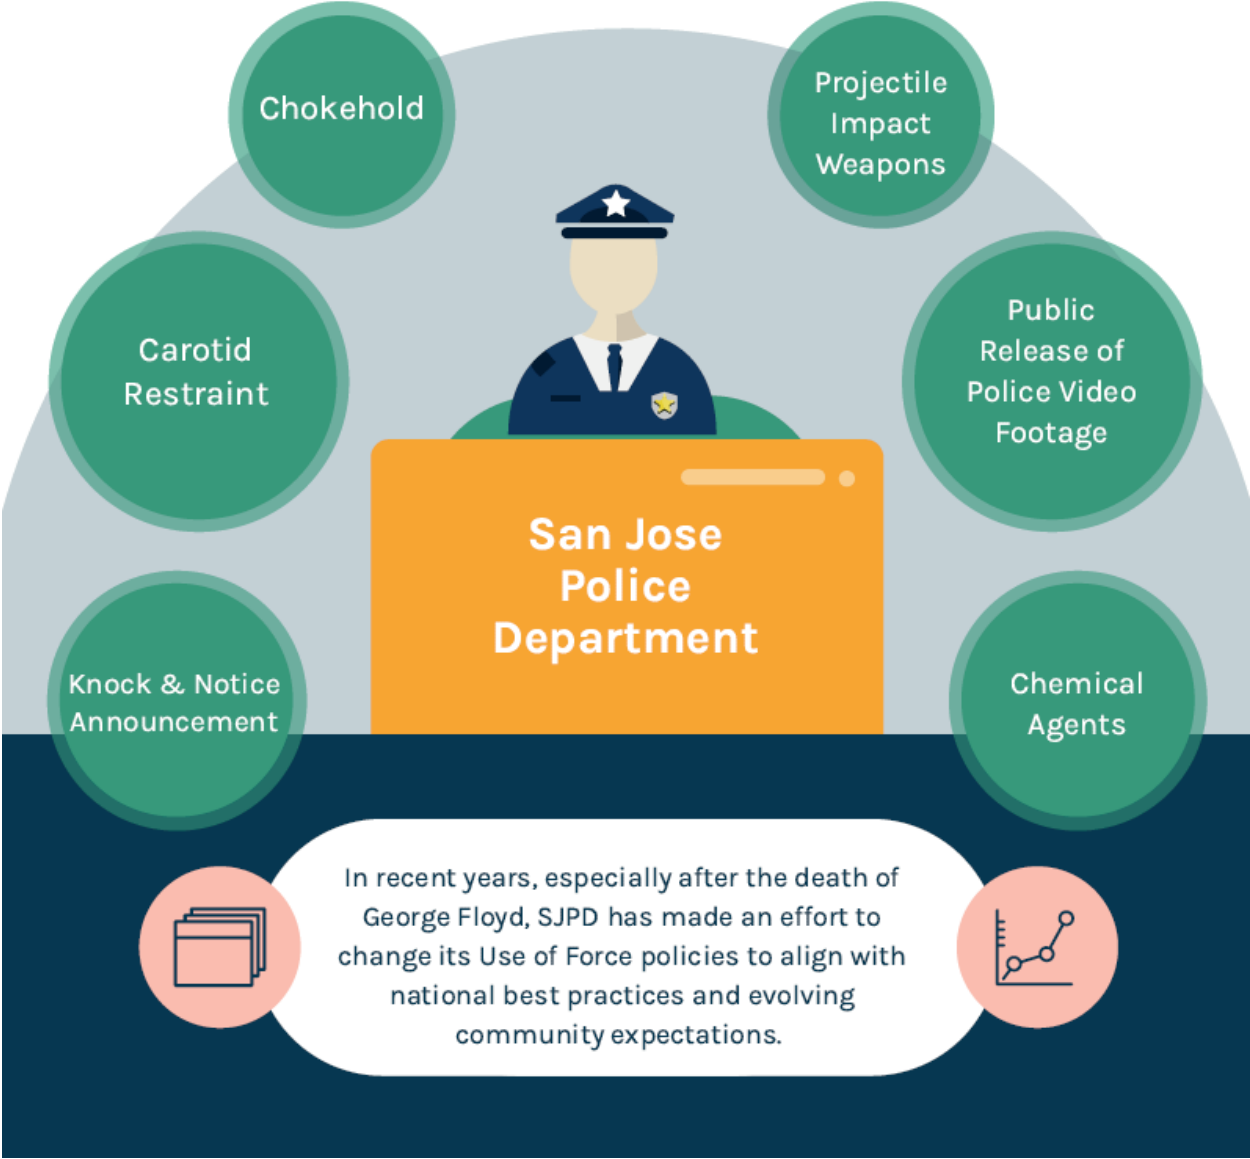 Chokehold
Projectile
Impact
Weapons
Carotid
Restraint
Public
Release of
Police Video
Footage
San Jose
Police
Department
Knock & Notice
Announcement
Chemical
Agents
In recent years, especially after the death of
George Floyd, SJPD has made an effort to
change its Use of Force policies to align with
national best practices and evolving
community expectations.